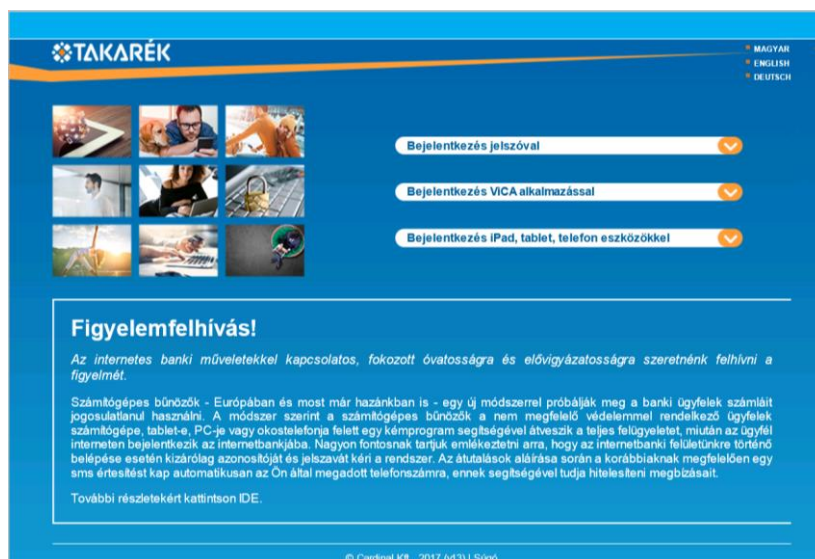 TAKARÉK
MAGYAR
ENGLISH
DEUTSCH
Bejelentkezés jelszóval
Bejelentkezés ViCA alkalmazással
Bejelentkezés iPad, tablet, telefon eszközökkel
Figyelemfelhívás!
Az internetes banki műveletekkel kapcsolatos, fokozott óvatosságra és elővigyázatosságra szeretnénk felhívni a
figyelmét.
Számítógépes bűnözők - Európában és most már hazánkban is - egy új módszerrel próbálják meg a banki ügyfelek számláit
jogosulatlanul használni. A módszer szerint a számítógépes bűnözők a nem megfelelő védelemmel rendelkező ügyfelek
számítógépe, tablet-e, PC-je vagy okostelefonja felett egy kémprogram segítségével átveszik a teljes felügyeletet, miután az ügyfél
interneten bejelentkezik az internetbankjába. Nagyon fontosnak tartjuk emlékeztetni arra, hogy az internetbanki felületünkre történő
belépése esetén kizárólag azonosítóját és jelszavát kéri a rendszer. Az átutalások aláírása során a korábbiaknak megfelelően egy
sms értesítést kap automatikusan az Ön által megadott telefonszámra, ennek segítségével tudja hitelesíteni megbízásait.
További részletekért kattintson IDE.
© Cardinal Kft., 2017 (v4.3) | Súgó